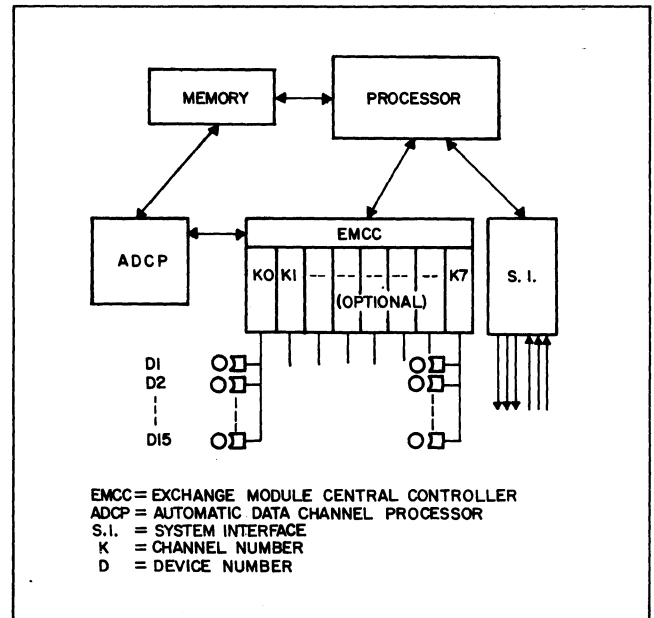 MEMORY
PROCESSOR
ADCP
EMCC
K0 K1 -- -- -- -- -- K7
(OPTIONAL)
S. I.
D1
D2
D15
EMCC = EXCHANGE MODULE CENTRAL CONTROLLER
ADCP = AUTOMATIC DATA CHANNEL PROCESSOR
S.I. = SYSTEM INTERFACE
K = CHANNEL NUMBER
D = DEVICE NUMBER